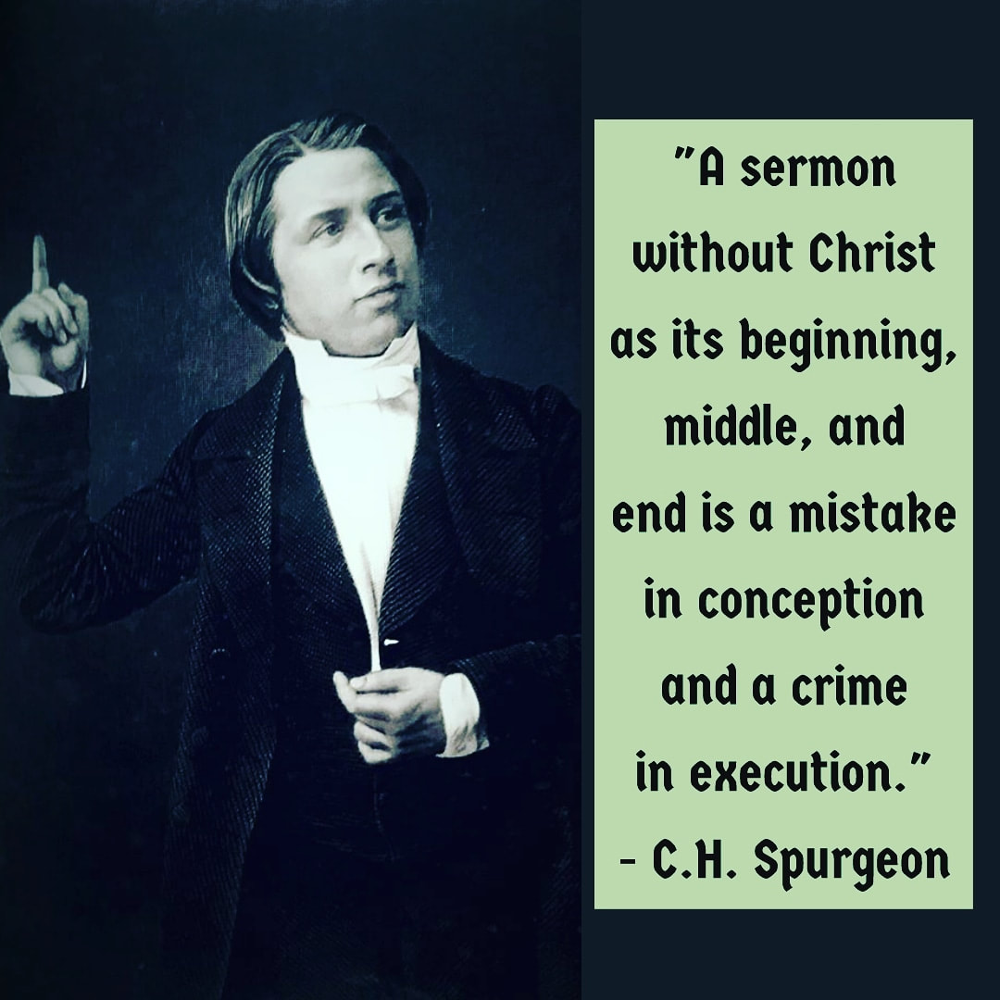 "A sermon
without Christ
as its beginning,
middle, and
end is a mistake
in conception
and a crime
in execution."
- C.H. Spurgeon